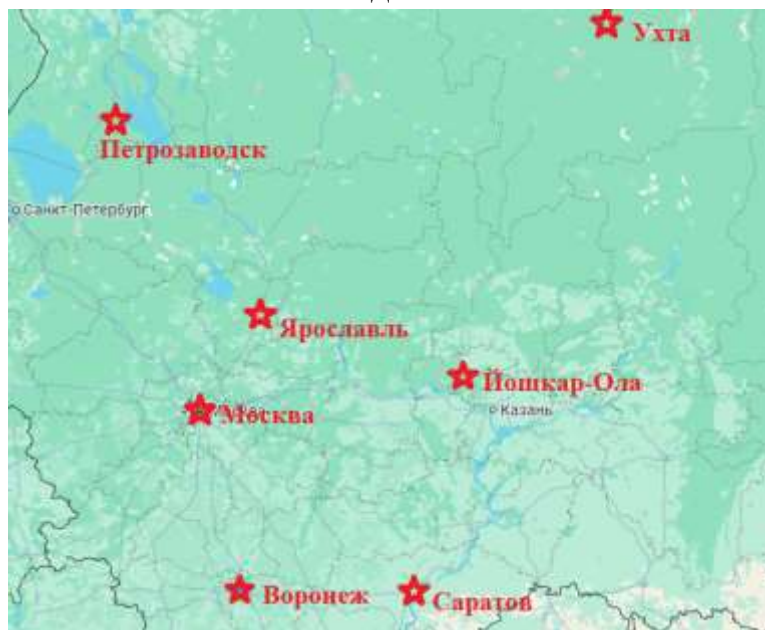 Ухта
Петрозаводск
Санкт-Петербург
Ярославль
Йошкар-Ола
Казань
Москва
Воронеж
Саратов